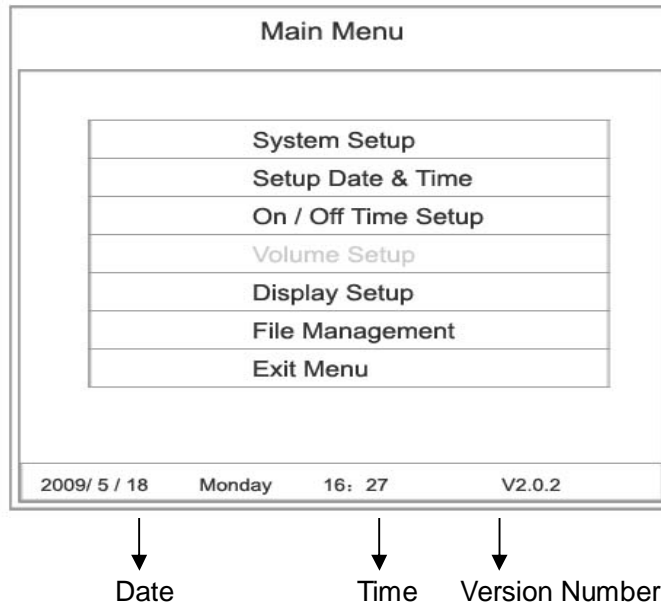 Main Menu
System Setup
Setup Date & Time
On / Off Time Setup
Volume Setup
Display Setup
File Management
Exit Menu
2009/ 5 / 18 Monday 16: 27 V2.0.2
Date Time Version Number